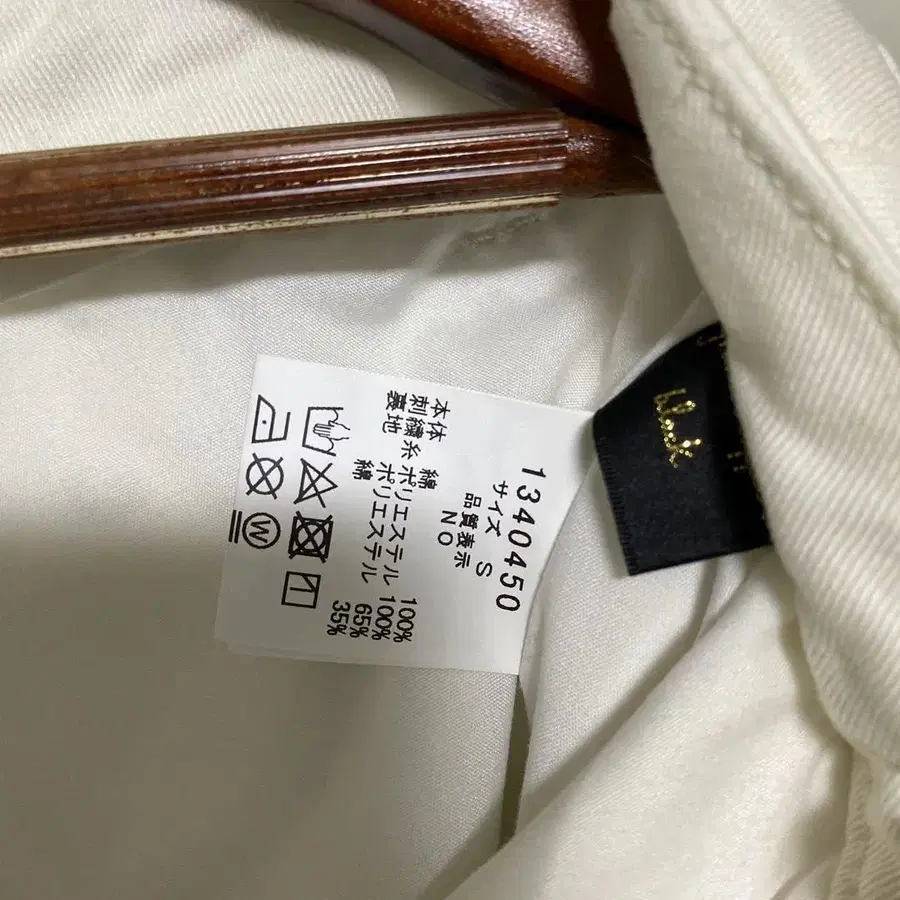 1340450
サイズ S
品質表示
NO
本体 綿 100%
刺繍糸 ポリエステル 100%
裏地 ポリエステル 65%
綿 35%
W
black